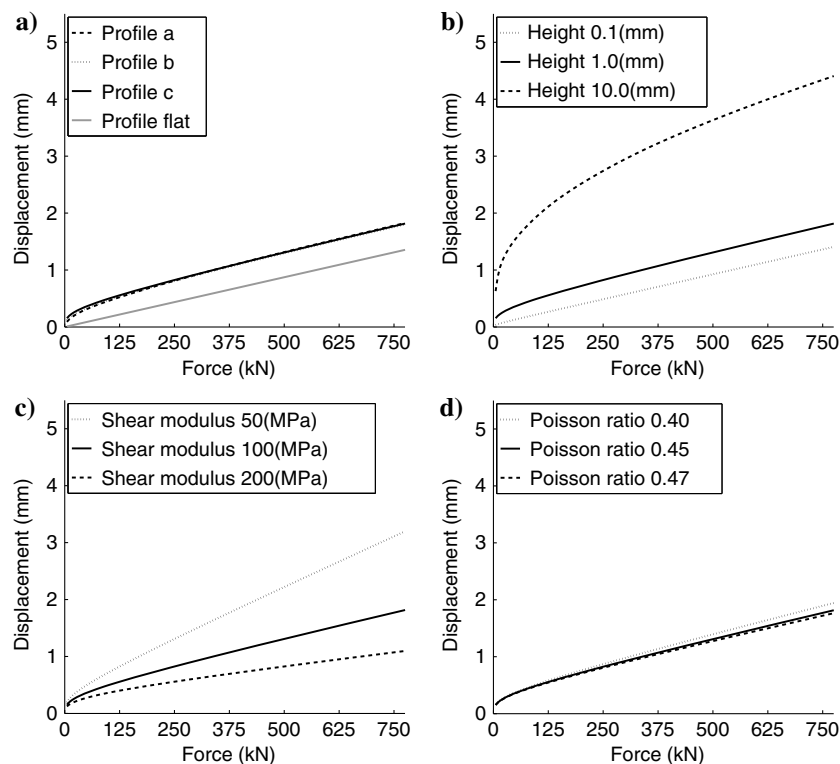 a)
Profile a
Profile b
Profile c
Profile flat
5
4
3
2
1
0
Displacement (mm)
0 125 250 375 500 625 750
Force (kN)
b)
Height 0.1(mm)
Height 1.0(mm)
Height 10.0(mm)
5
4
3
2
1
0
Displacement (mm)
0 125 250 375 500 625 750
Force (kN)
c)
Shear modulus 50(MPa)
Shear modulus 100(MPa)
Shear modulus 200(MPa)
5
4
3
2
1
0
Displacement (mm)
0 125 250 375 500 625 750
Force (kN)
d)
Poisson ratio 0.40
Poisson ratio 0.45
Poisson ratio 0.47
5
4
3
2
1
0
Displacement (mm)
0 125 250 375 500 625 750
Force (kN)